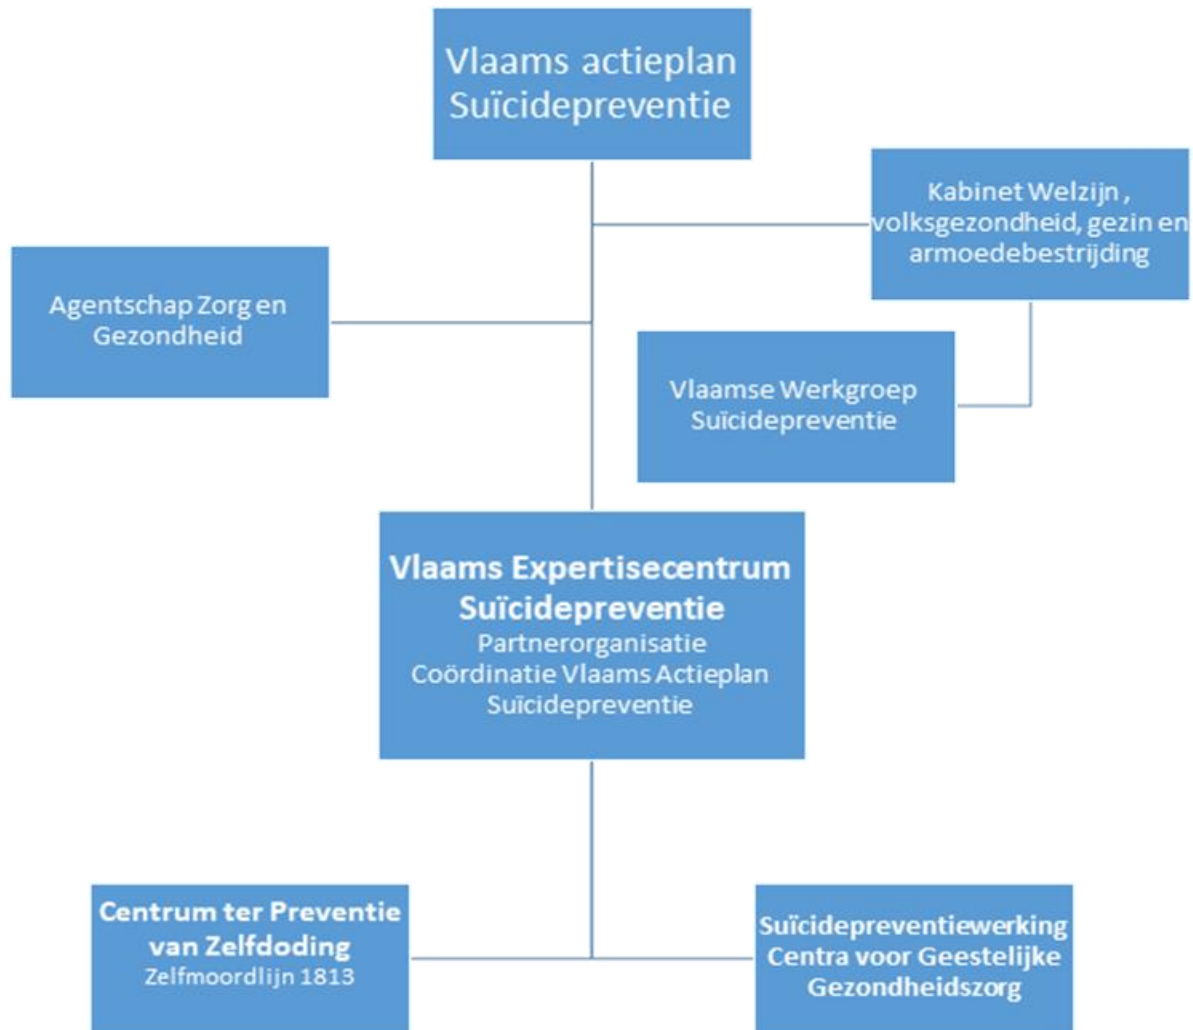 Vlaams actieplan
Suïcidepreventie
Kabinet Welzijn ,
volksgezondheid, gezin en
armoedebestrijding
Agentschap Zorg en
Gezondheid
Vlaamse Werkgroep
Suïcidepreventie
Vlaams Expertisecentrum
Suïcidepreventie
Partnerorganisatie
Coördinatie Vlaams Actieplan
Suïcidepreventie
Centrum ter Preventie
van Zelfdoding
Zelfmoordlijn 1813
Suïcidepreventiewerking
Centra voor Geestelijke
Gezondheidszorg